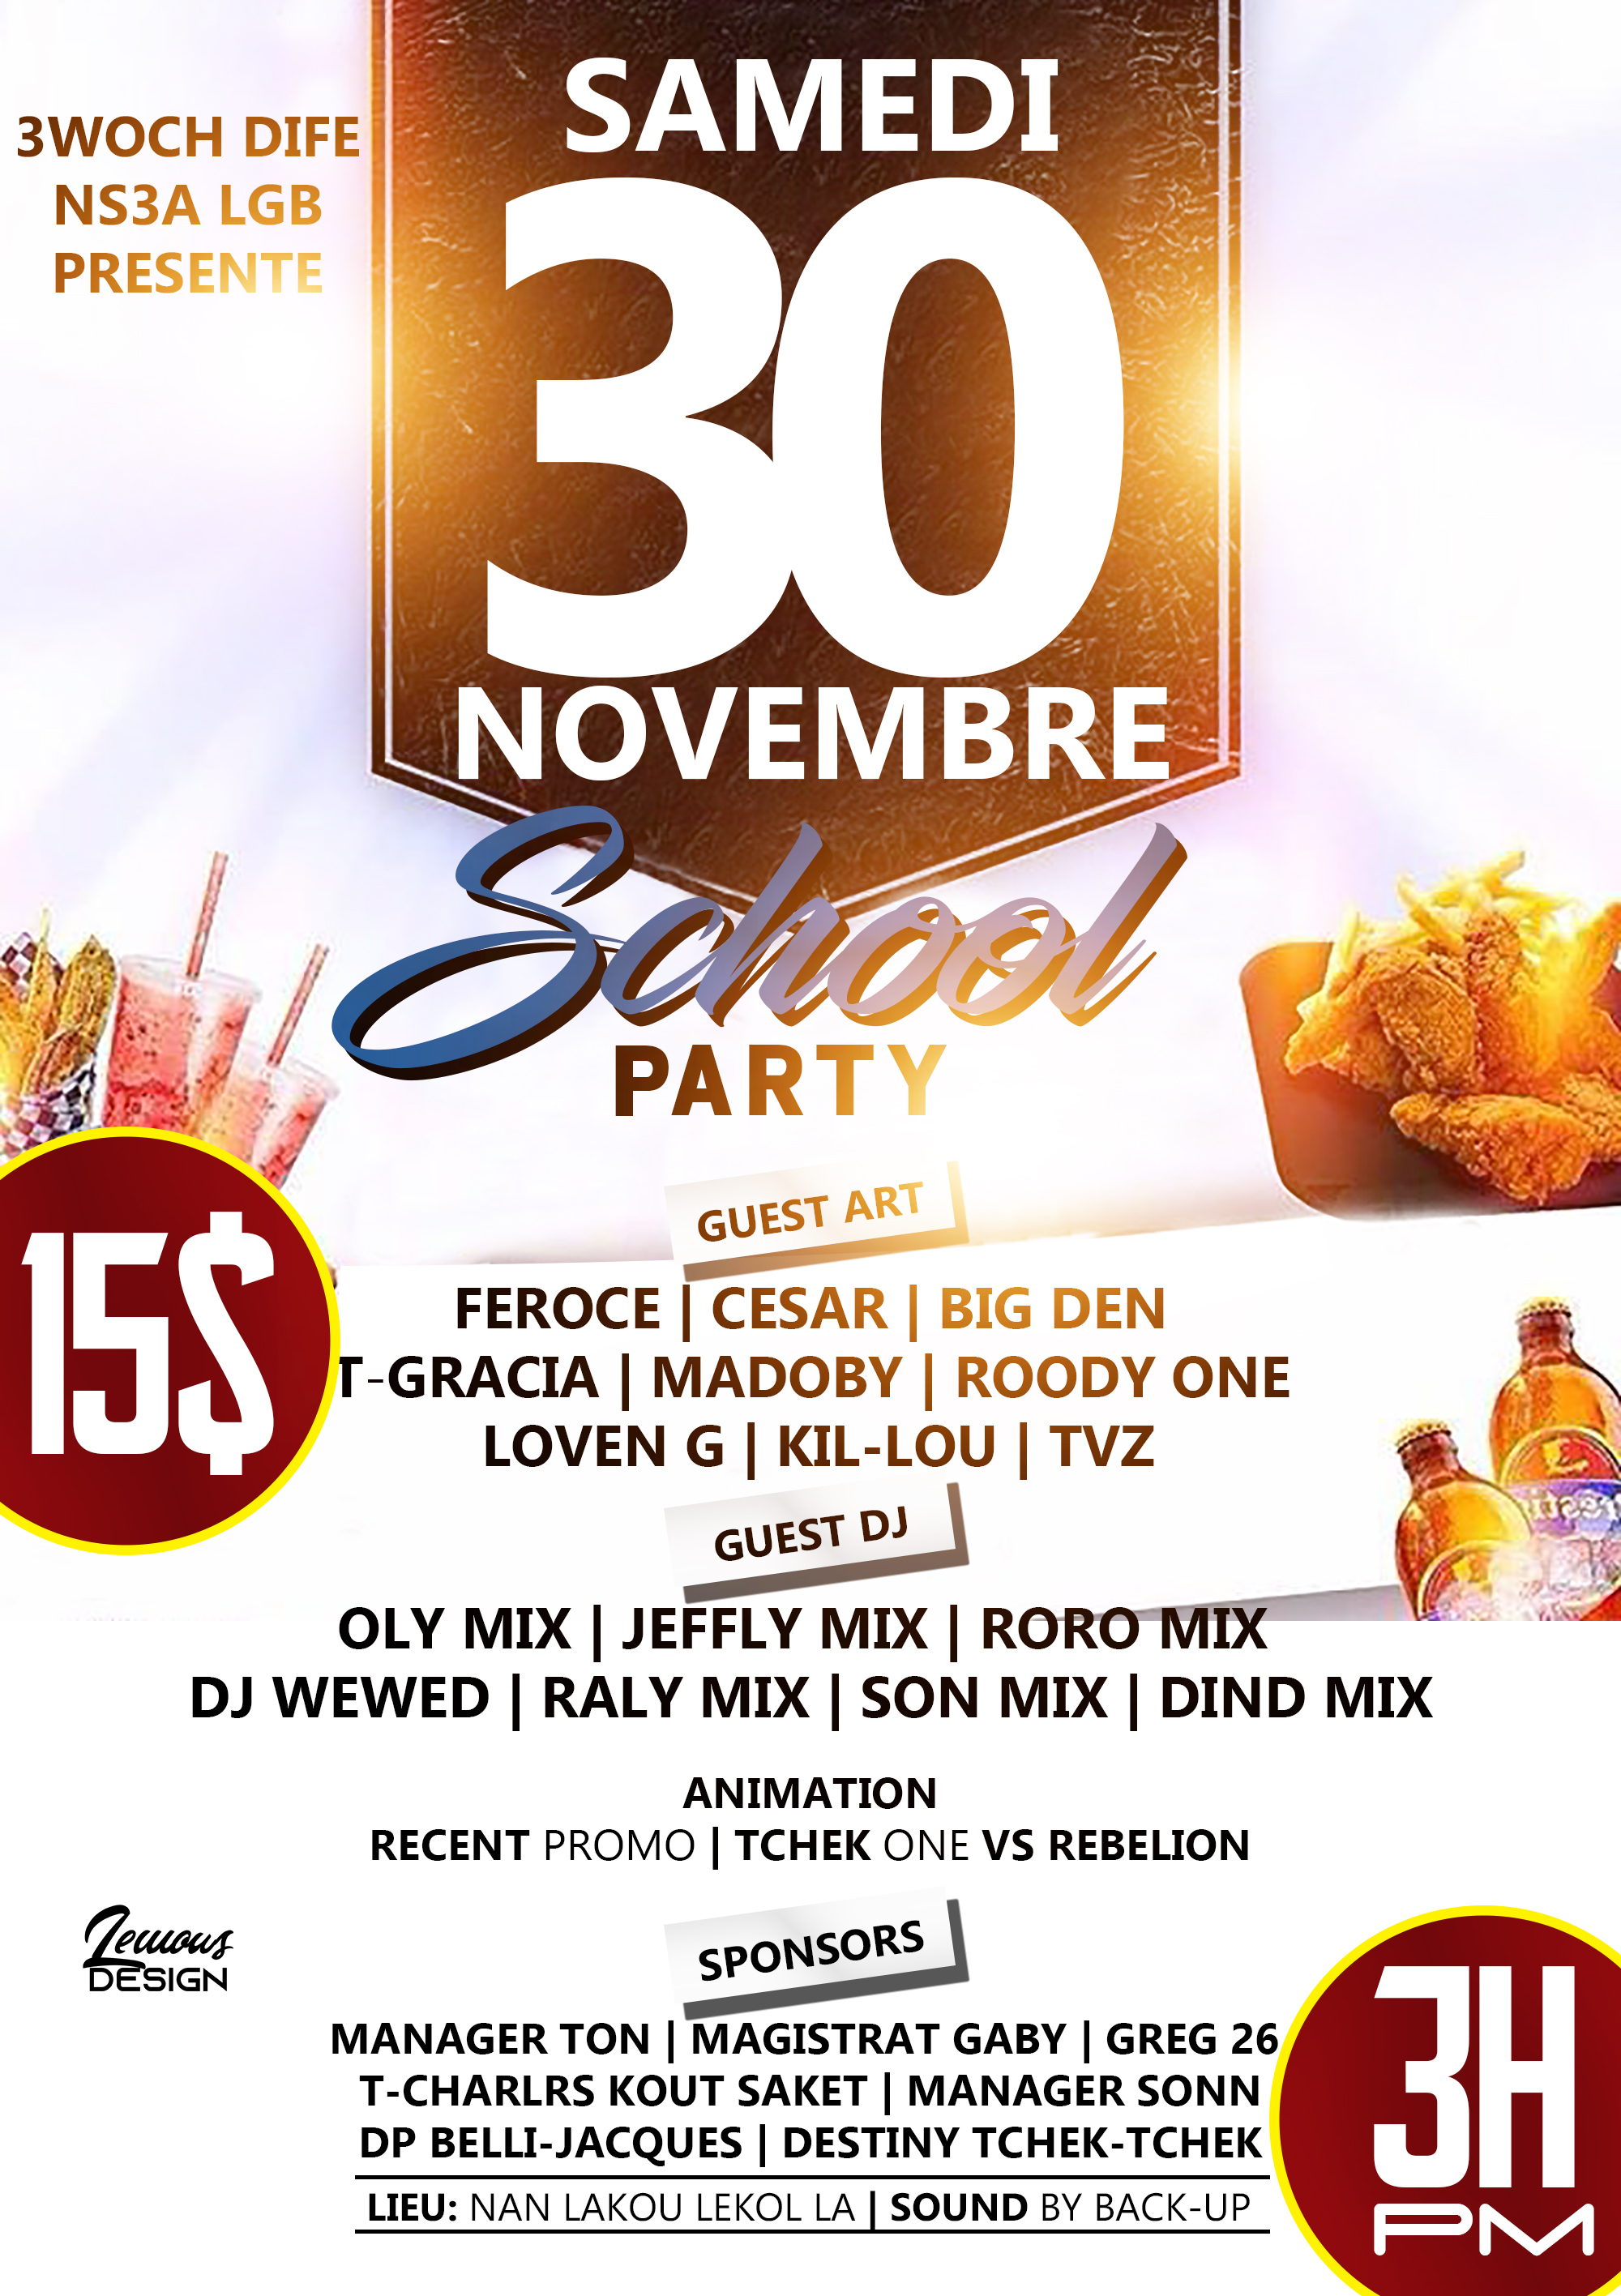 3WOCH DIFE
NS3A LGB
PRESENTE
SAMEDI
30
NOVEMBRE
School
PARTY
15$
GUEST ART
FEROCE | CESAR | BIG DEN
T-GRACIA | MADOBY | ROODY ONE
LOVEN G | KIL-LOU | TVZ
GUEST DJ
OLY MIX | JEFFLY MIX | RORO MIX
DJ WEWED | RALY MIX | SON MIX | DIND MIX
ANIMATION
RECENT PROMO | TCHEK ONE VS REBELION
DESIGN
SPONSORS
MANAGER TON | MAGISTRAT GABY | GREG 26
T-CHARLRS KOUT SAKET | MANAGER SONN
DP BELLI-JACQUES | DESTINY TCHEK-TCHEK
LIEU: NAN LAKOU LEKOL LA | SOUND BY BACK-UP
3H
PM